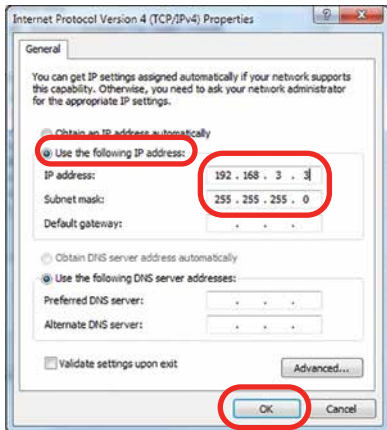 Internet Protocol Version 4 (TCP/IPv4) Properties
General
You can get IP settings assigned automatically if your network supports
this capability. Otherwise, you need to ask your network administrator
for the appropriate IP settings.
Obtain an IP address automatically
Use the following IP address:
IP address: 192 . 168 . 3 . 3
Subnet mask: 255 . 255 . 255 . 0
Default gateway: . . .
Obtain DNS server address automatically
Use the following DNS server addresses:
Preferred DNS server: . . .
Alternate DNS server: . . .
Validate settings upon exit
Advanced...
OK Cancel